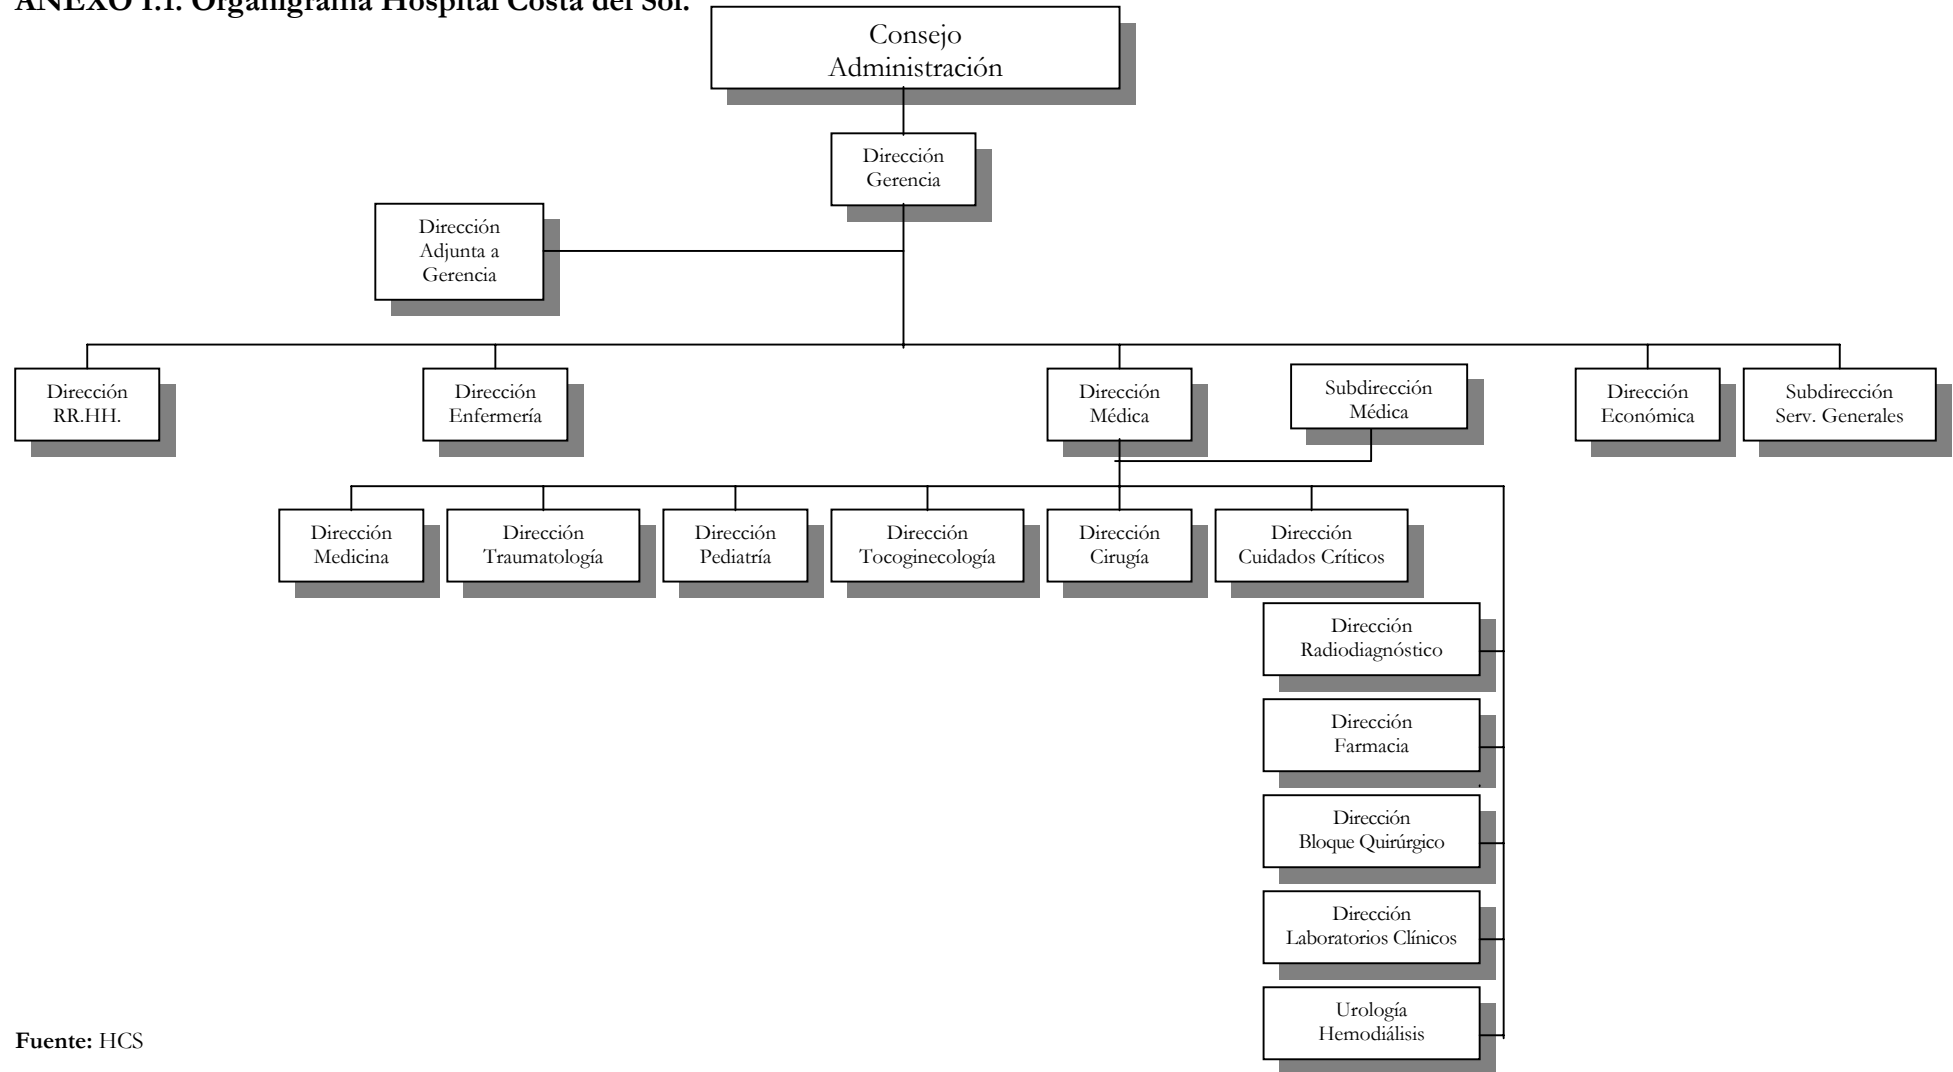 ANEXO I.1. Organigrama Hospital Costa del Sol.
Consejo
Administración
Dirección
Gerencia
Dirección
Adjunta a
Gerencia
Dirección
RR.HH.
Dirección
Enfermería
Dirección
Médica
Subdirección
Médica
Dirección
Económica
Subdirección
Serv. Generales
Dirección
Medicina
Dirección
Traumatología
Dirección
Pediatría
Dirección
Tocoginecología
Dirección
Cirugía
Dirección
Cuidados Críticos
Dirección
Radiodiagnóstico
Dirección
Farmacia
Dirección
Bloque Quirúrgico
Dirección
Laboratorios Clínicos
Urología
Hemodiálisis
Fuente: HCS